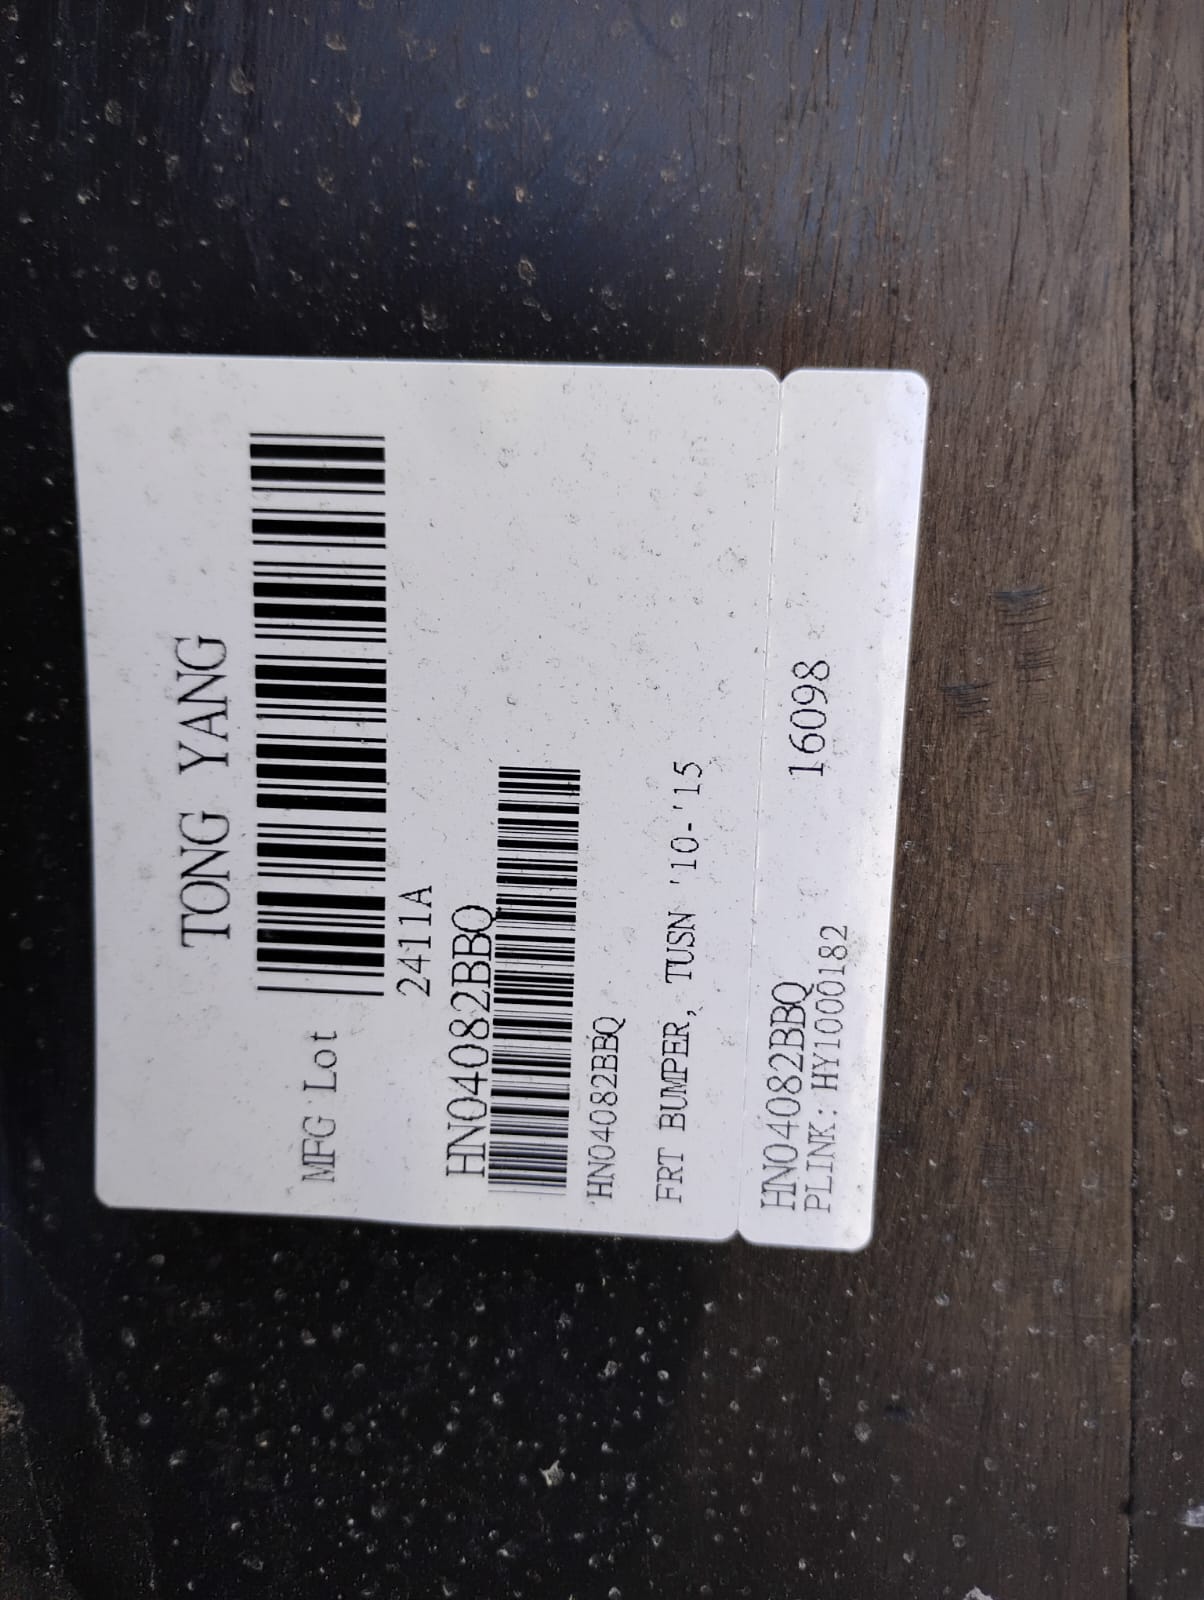 TONG YANG
MFG Lot
2411A
HN04082BBQ
HN04082BBQ
FRT BUMPER, TUSN '10-'15
HN04082BBQ 16098
PLINK: HY1000182